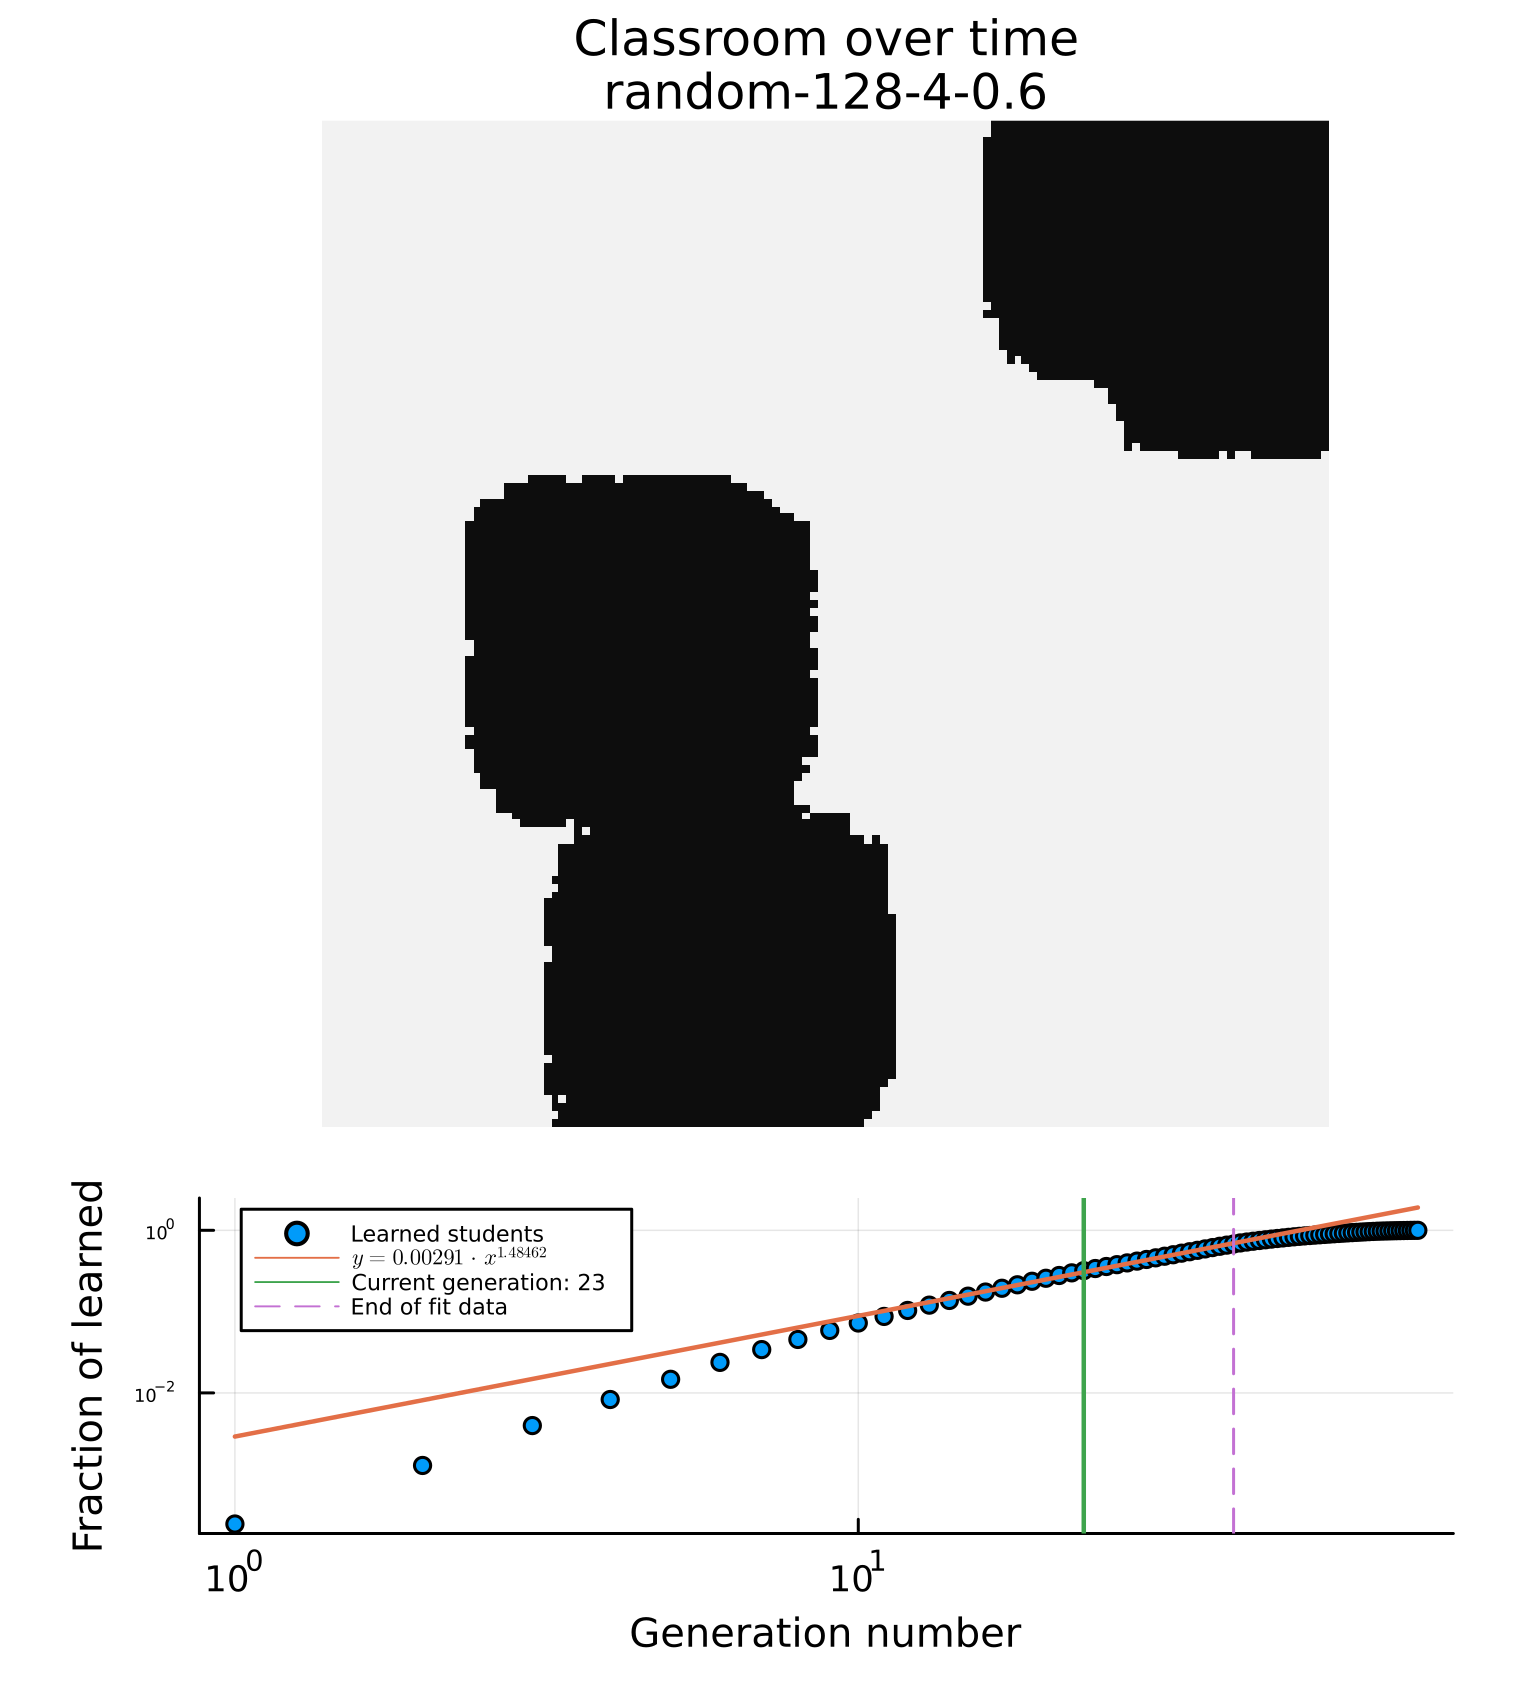 Classroom over time
random-128-4-0.6
Fraction of learned
10^0
10^-2
Learned students
y = 0.00291 · x^1.48462
Current generation: 23
End of fit data
10^0
10^1
Generation number